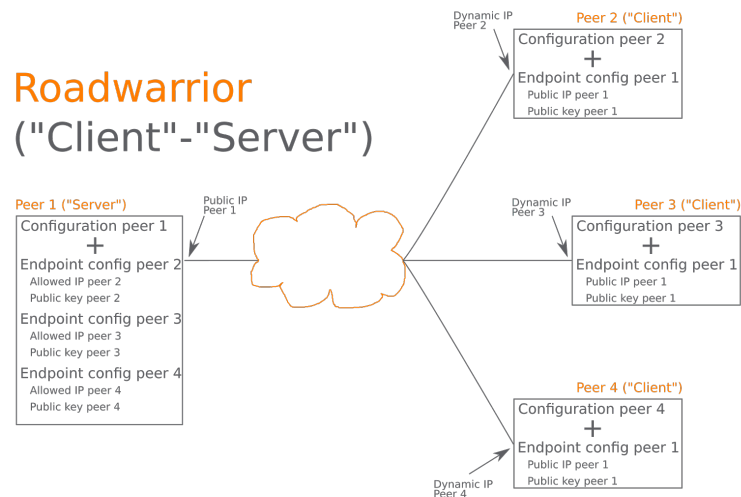 Roadwarrior
("Client"-"Server")
Peer 1 ("Server")
Configuration peer 1
+
Endpoint config peer 2
Allowed IP peer 2
Public key peer 2
Endpoint config peer 3
Allowed IP peer 3
Public key peer 3
Endpoint config peer 4
Allowed IP peer 4
Public key peer 4
Public IP
Peer 1
Dynamic IP
Peer 2
Peer 2 ("Client")
Configuration peer 2
+
Endpoint config peer 1
Public IP peer 1
Public key peer 1
Dynamic IP
Peer 3
Peer 3 ("Client")
Configuration peer 3
+
Endpoint config peer 1
Public IP peer 1
Public key peer 1
Dynamic IP
Peer 4
Peer 4 ("Client")
Configuration peer 4
+
Endpoint config peer 1
Public IP peer 1
Public key peer 1